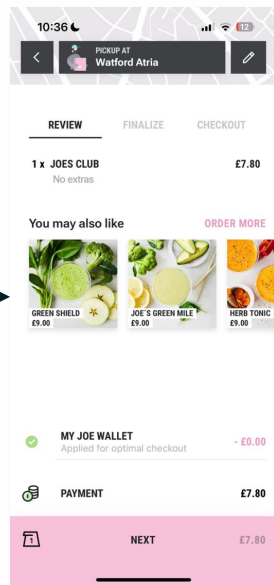 10:36
12
PICKUP AT
Watford Atria
REVIEW FINALIZE CHECKOUT
1 x JOES CLUB £7.80
No extras
You may also like ORDER MORE
GREEN SHIELD
£9.00
JOE´S GREEN MILE
£9.00
HERB TONIC
£9.00
MY JOE WALLET - £0.00
Applied for optimal checkout
PAYMENT £7.80
1 NEXT £7.80